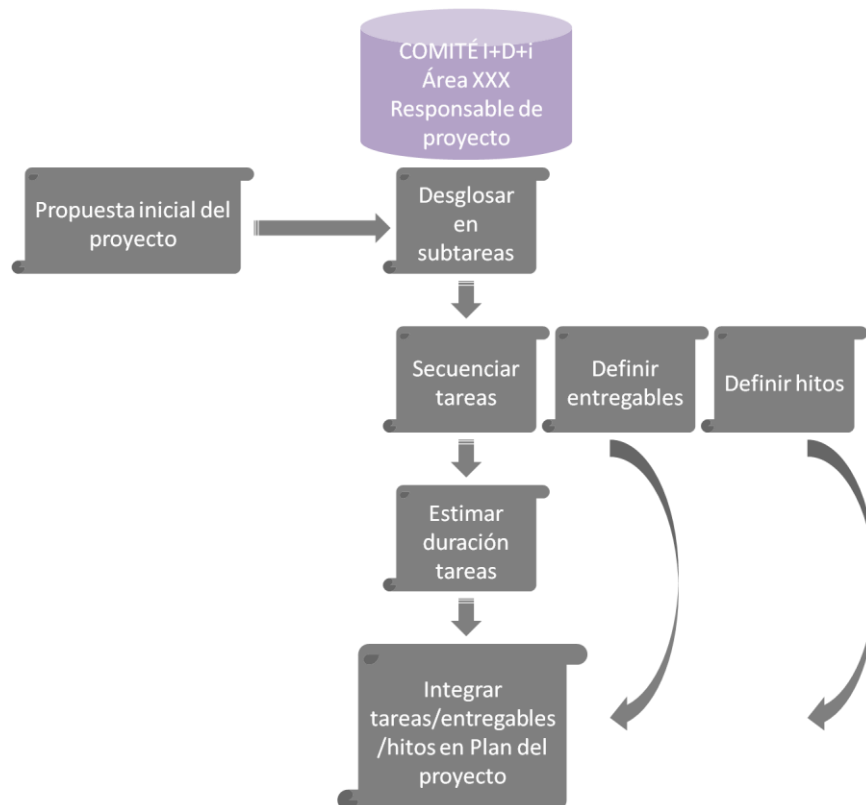 COMITÉ I+D+i
Área XXX
Responsable de
proyecto
Propuesta inicial del
proyecto
Desglosar
en
subtareas
Secuenciar
tareas
Definir
entregables
Definir hitos
Estimar
duración
tareas
Integrar
tareas/entregables
/hitos en Plan del
proyecto